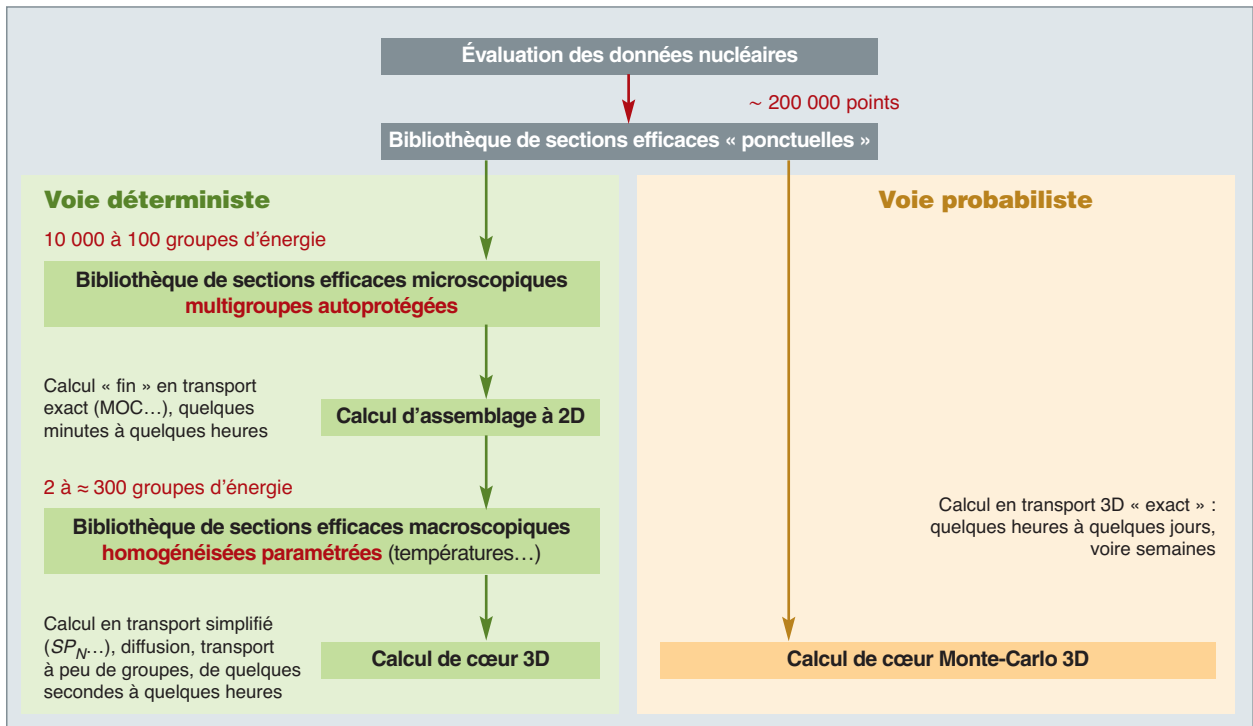 Évaluation des données nucléaires
~ 200 000 points
Bibliothèque de sections efficaces « ponctuelles »
Voie déterministe
10 000 à 100 groupes d'énergie
Bibliothèque de sections efficaces microscopiques
multigroupes autoprotégées
Calcul « fin » en transport
exact (MOC…), quelques
minutes à quelques heures
Calcul d'assemblage à 2D
2 à ≈ 300 groupes d'énergie
Bibliothèque de sections efficaces macroscopiques
homogénéisées paramétrées (températures…)
Calcul en transport simplifié
(SPN…), diffusion, transport
à peu de groupes, de quelques
secondes à quelques heures
Calcul de cœur 3D
Voie probabiliste
Calcul en transport 3D « exact » :
quelques heures à quelques jours,
voire semaines
Calcul de cœur Monte-Carlo 3D